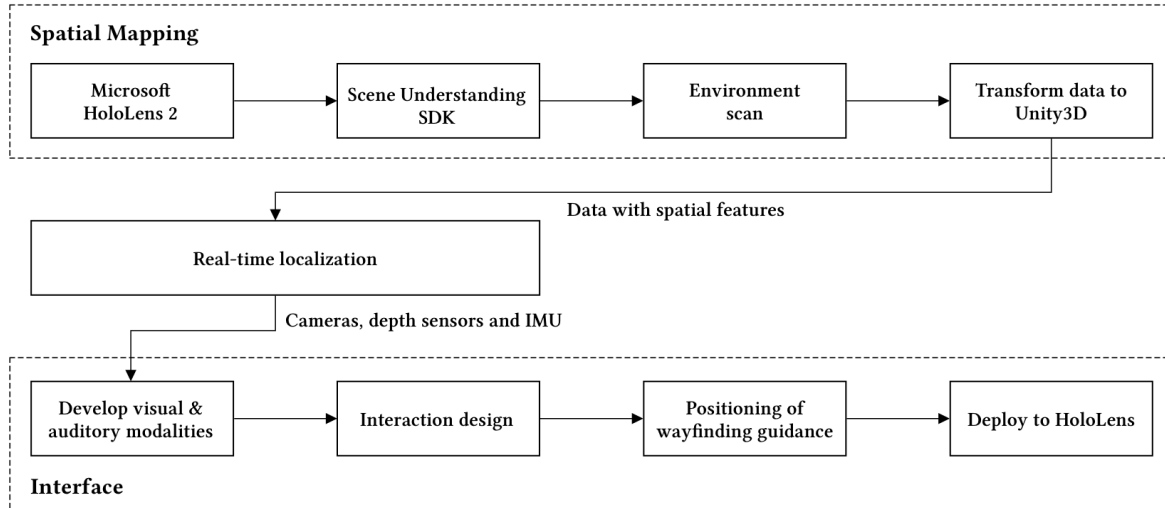 Spatial Mapping
Microsoft
HoloLens 2
Scene Understanding
SDK
Environment
scan
Transform data to
Unity3D
Data with spatial features
Real-time localization
Cameras, depth sensors and IMU
Develop visual &
auditory modalities
Interaction design
Positioning of
wayfinding guidance
Deploy to HoloLens
Interface